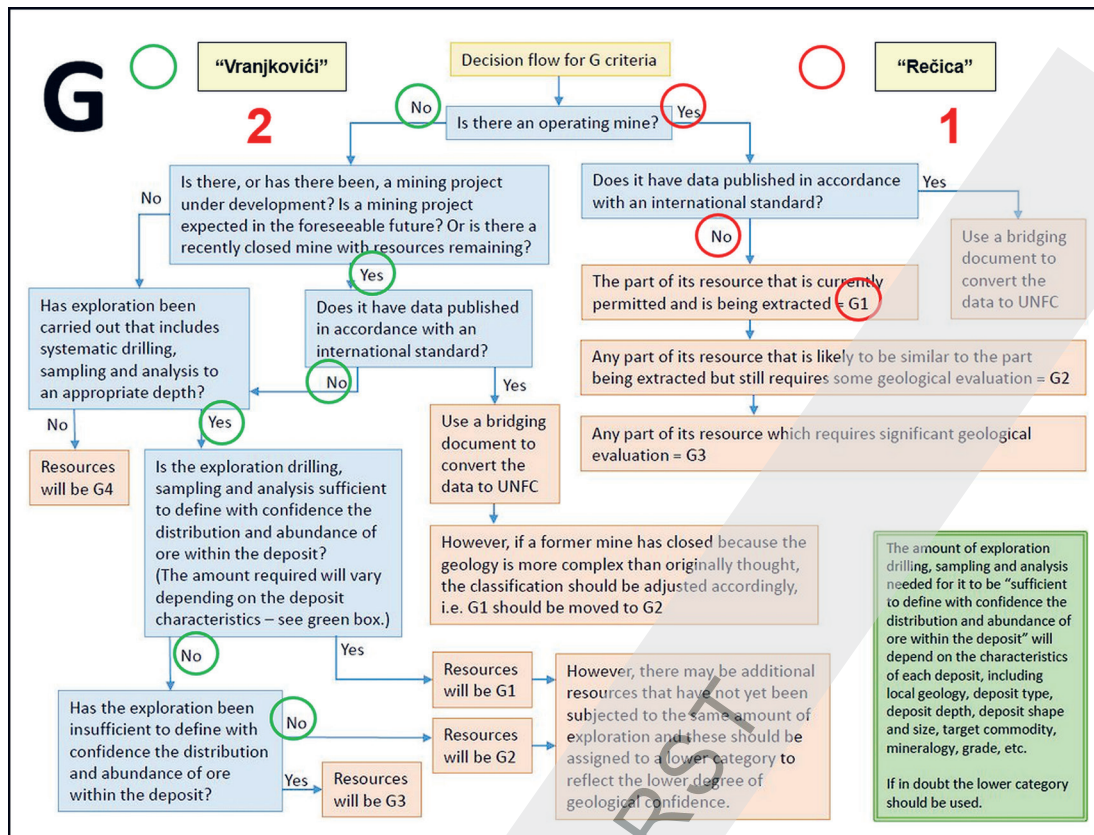 G
"Vranjkovići"
2
Decision flow for G criteria
"Rečica"
1
No
Is there an operating mine?
Yes
No
Is there, or has there been, a mining project
under development? Is a mining project
expected in the foreseeable future? Or is there a
recently closed mine with resources remaining?
Does it have data published in accordance
with an international standard?
Yes
No
Use a bridging
document to
convert the
data to UNFC
Yes
The part of its resource that is currently
permitted and is being extracted = G1
Has exploration been
carried out that includes
systematic drilling,
sampling and analysis to
an appropriate depth?
Does it have data published
in accordance with an
international standard?
Any part of its resource that is likely to be similar to the part
being extracted but still requires some geological evaluation = G2
No
Yes
No
Yes
Use a bridging
document to
convert the
data to UNFC
Any part of its resource which requires significant geological
evaluation = G3
Resources
will be G4
Is the exploration drilling,
sampling and analysis sufficient
to define with confidence the
distribution and abundance of
ore within the deposit?
(The amount required will vary
depending on the deposit
characteristics – see green box.)
However, if a former mine has closed because the
geology is more complex than originally thought,
the classification should be adjusted accordingly,
i.e. G1 should be moved to G2
The amount of exploration
drilling, sampling and analysis
needed for it to be "sufficient
to define with confidence the
distribution and abundance of
ore within the deposit" will
depend on the characteristics
of each deposit, including
local geology, deposit type,
deposit depth, deposit shape
and size, target commodity,
mineralogy, grade, etc.
If in doubt the lower category
should be used.
No
Yes
Resources
will be G1
However, there may be additional
resources that have not yet been
subjected to the same amount of
exploration and these should be
assigned to a lower category to
reflect the lower degree of
geological confidence.
Has the exploration been
insufficient to define with
confidence the distribution
and abundance of ore
within the deposit?
No
Resources
will be G2
Yes
Resources
will be G3
RST